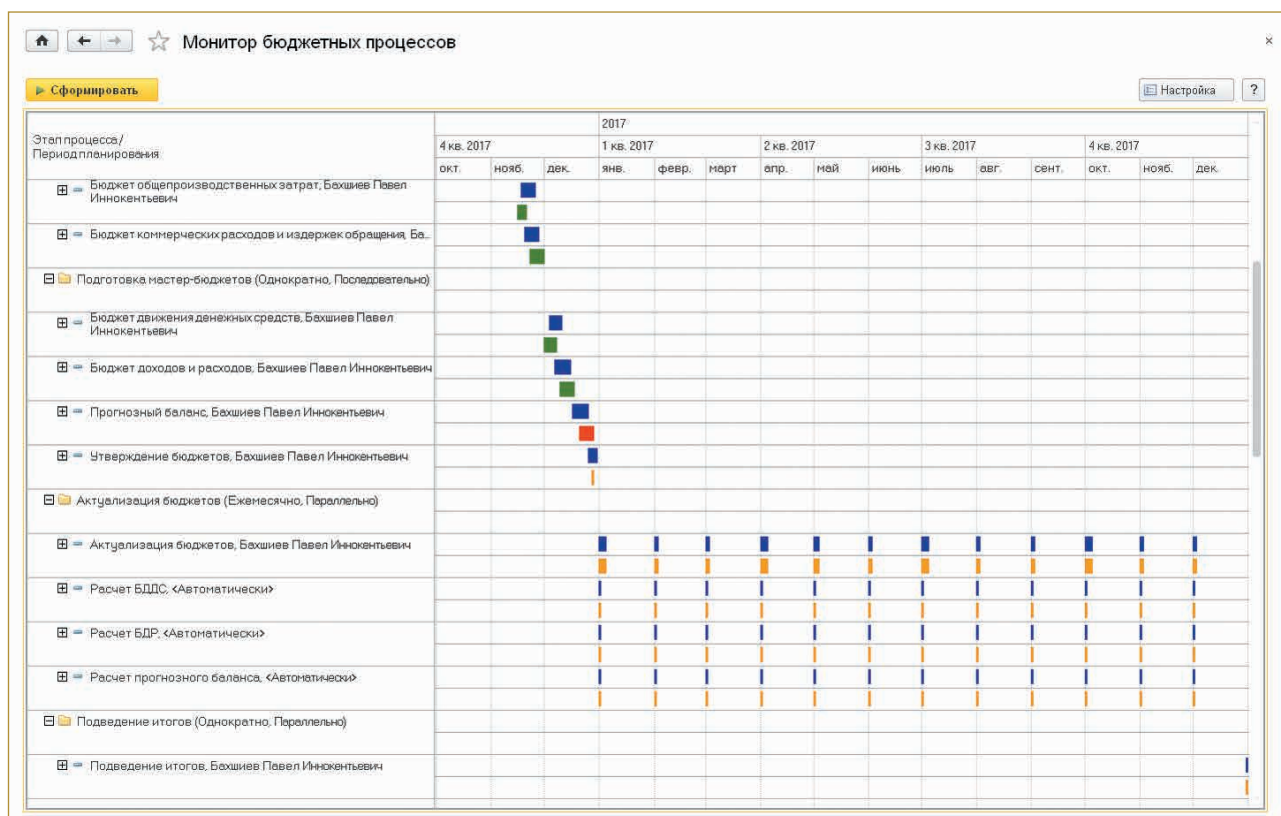 Монитор бюджетных процессов
×
Сформировать
Настройка
?
Этап процесса/
Период планирования
2017
4 кв. 2017
1 кв. 2017
2 кв. 2017
3 кв. 2017
4 кв. 2017
окт.
нояб.
дек.
янв.
февр.
март
апр.
май
июнь
июль
авг.
сент.
окт.
нояб.
дек.
Бюджет общепроизводственных затрат, Бахшиев Павел
Иннокентьевич
Бюджет коммерческих расходов и издержек обращения, Ба...
Подготовка мастер-бюджетов (Однократно, Последовательно)
Бюджет движения денежных средств, Бахшиев Павел
Иннокентьевич
Бюджет доходов и расходов, Бахшиев Павел Иннокентьевич
Прогнозный баланс, Бахшиев Павел Иннокентьевич
Утверждение бюджетов, Бахшиев Павел Иннокентьевич
Актуализация бюджетов (Ежемесячно, Параллельно)
Актуализация бюджетов, Бахшиев Павел Иннокентьевич
Расчет БДДС, <Автоматически>
Расчет БДР, <Автоматически>
Расчет прогнозного баланса, <Автоматически>
Подведение итогов (Однократно, Параллельно)
Подведение итогов, Бахшиев Павел Иннокентьевич